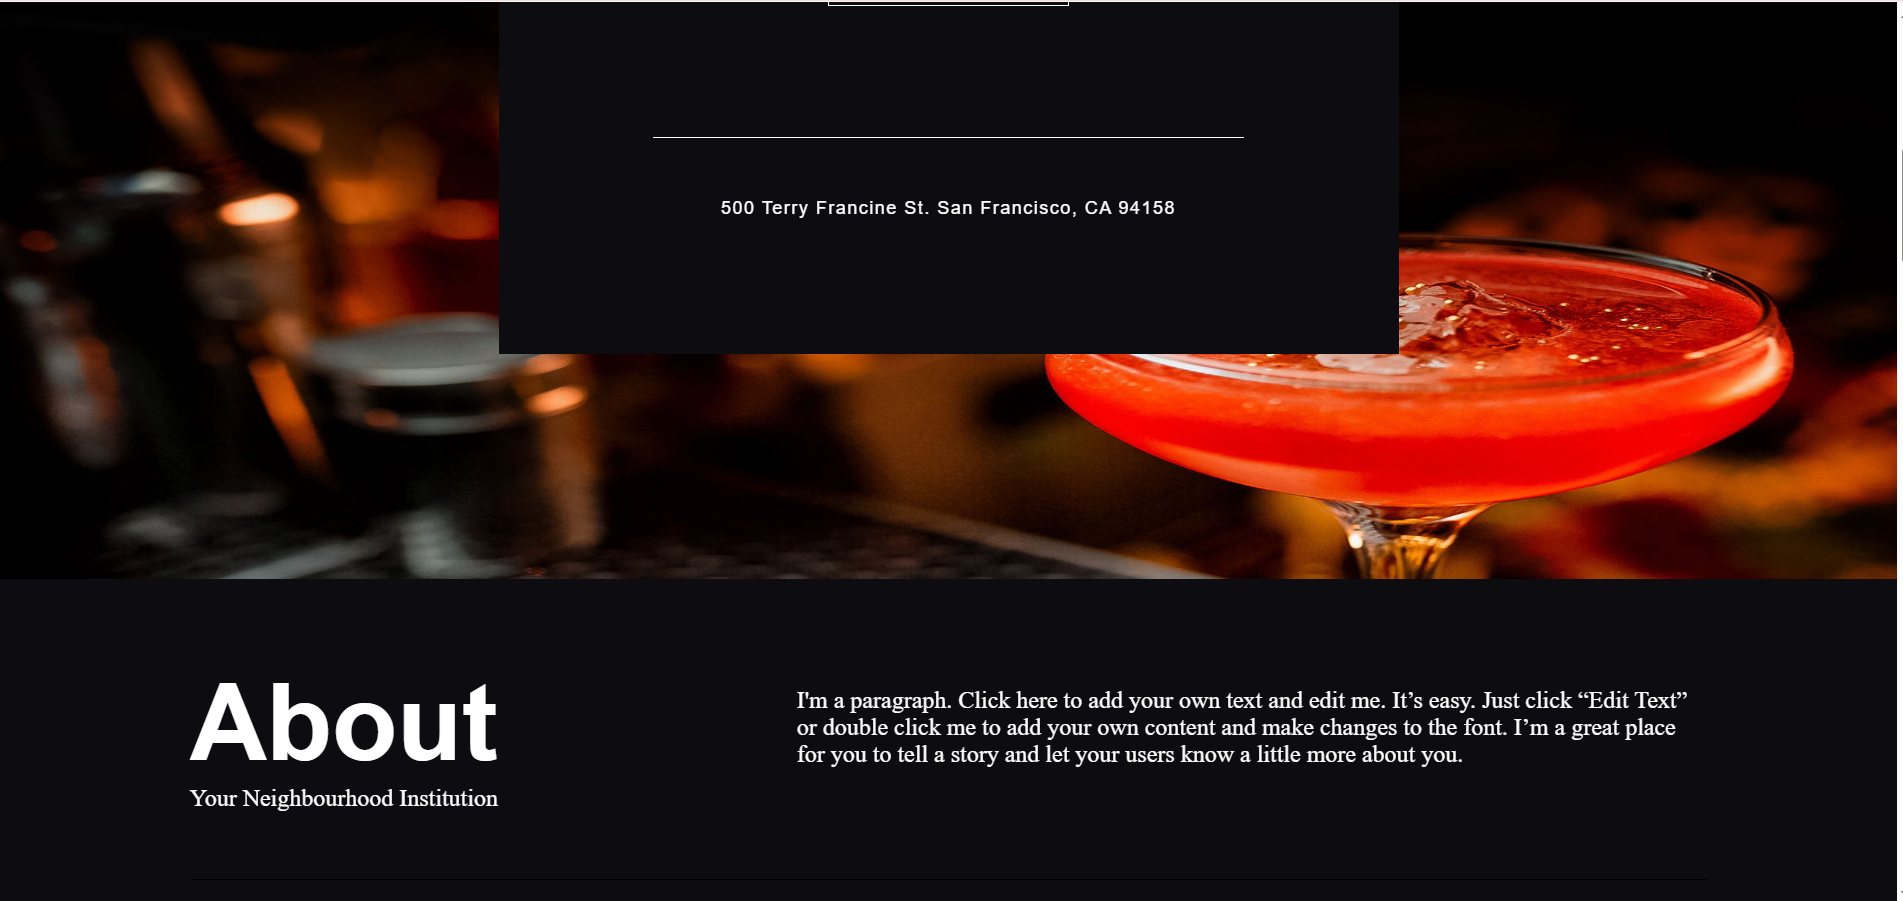 500 Terry Francine St. San Francisco, CA 94158
About
Your Neighbourhood Institution
I'm a paragraph. Click here to add your own text and edit me. It’s easy. Just click “Edit Text”
or double click me to add your own content and make changes to the font. I’m a great place
for you to tell a story and let your users know a little more about you.